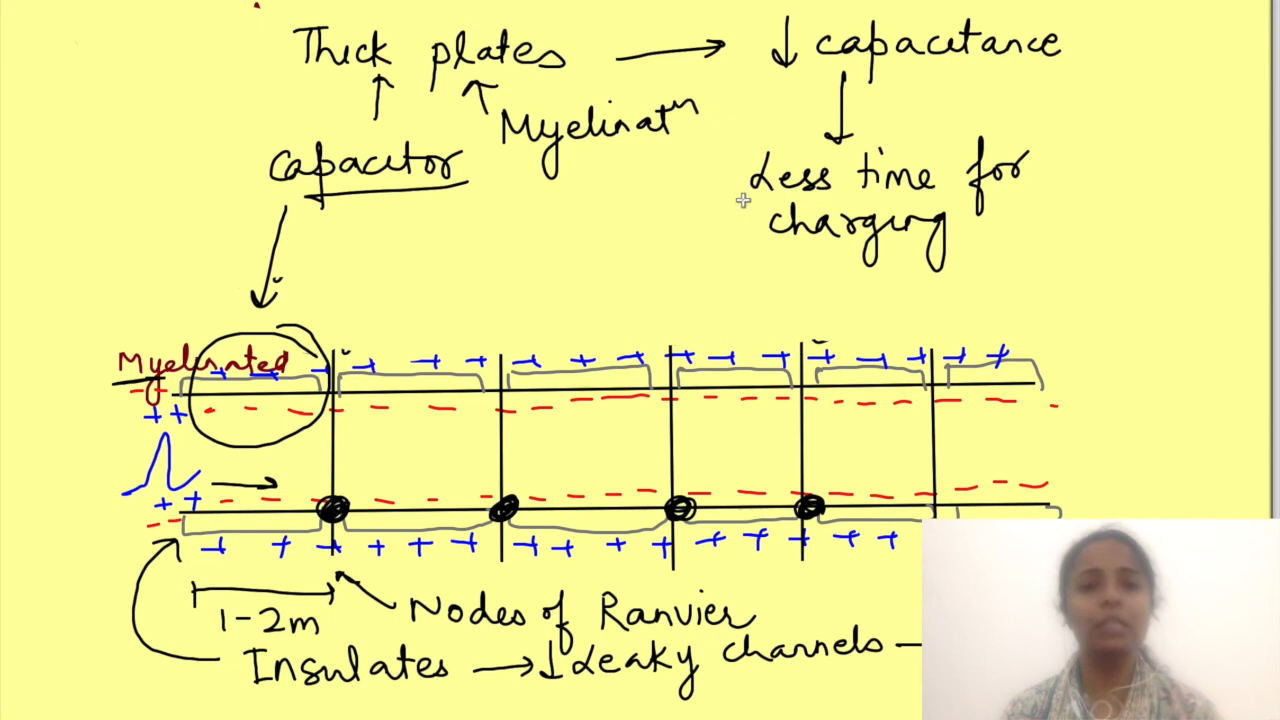 Thick plates → ↓ capacitance
↑ ↑ Myelinatⁿ ↓
capacitor Less time for
charging
Myelinated
1-2m
Nodes of Ranvier
Insulates → ↓ Leaky channels –